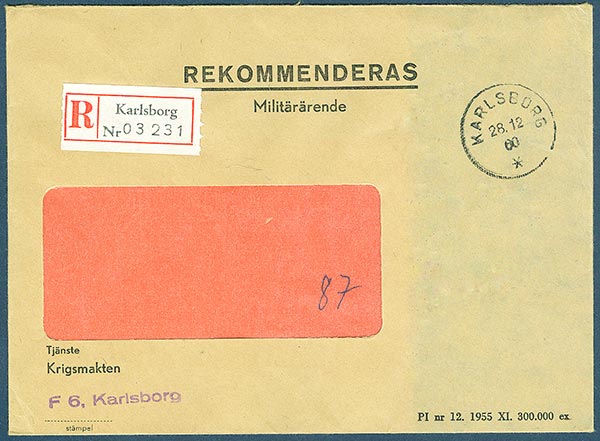 REKOMMENDERAS
Militärärende
R
Karlsborg
Nr 03 231
KARLSBORG
28.12
60
*
87
Tjänste
Krigsmakten
F 6, Karlsborg
stämpel
PI nr 12. 1955 XI. 300.000 ex